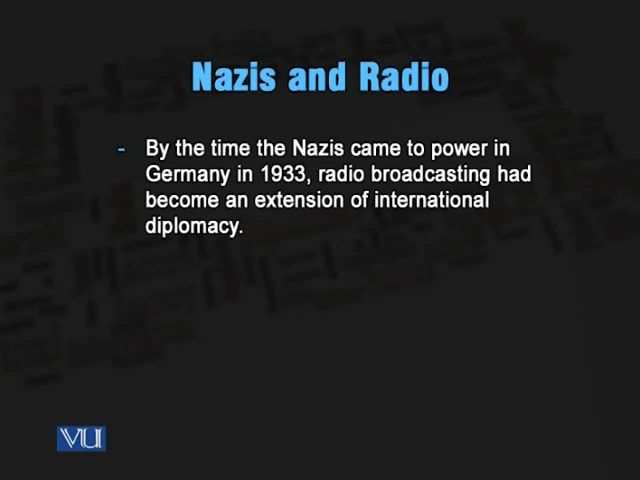 Nazis and Radio
- By the time the Nazis came to power in
Germany in 1933, radio broadcasting had
become an extension of international
diplomacy.
VU